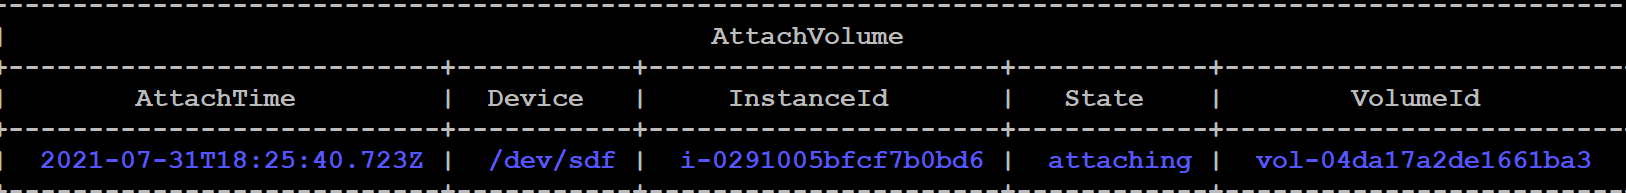 AttachVolume
AttachTime | Device | InstanceId | State | VolumeId
2021-07-31T18:25:40.723Z | /dev/sdf | i-0291005bfcf7b0bd6 | attaching | vol-04da17a2de1661ba3